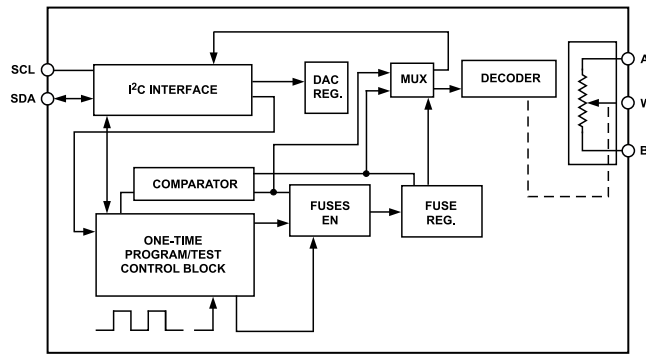 SCL
SDA
I²C INTERFACE
DAC
REG.
MUX
DECODER
A
W
B
COMPARATOR
FUSES
EN
FUSE
REG.
ONE-TIME
PROGRAM/TEST
CONTROL BLOCK